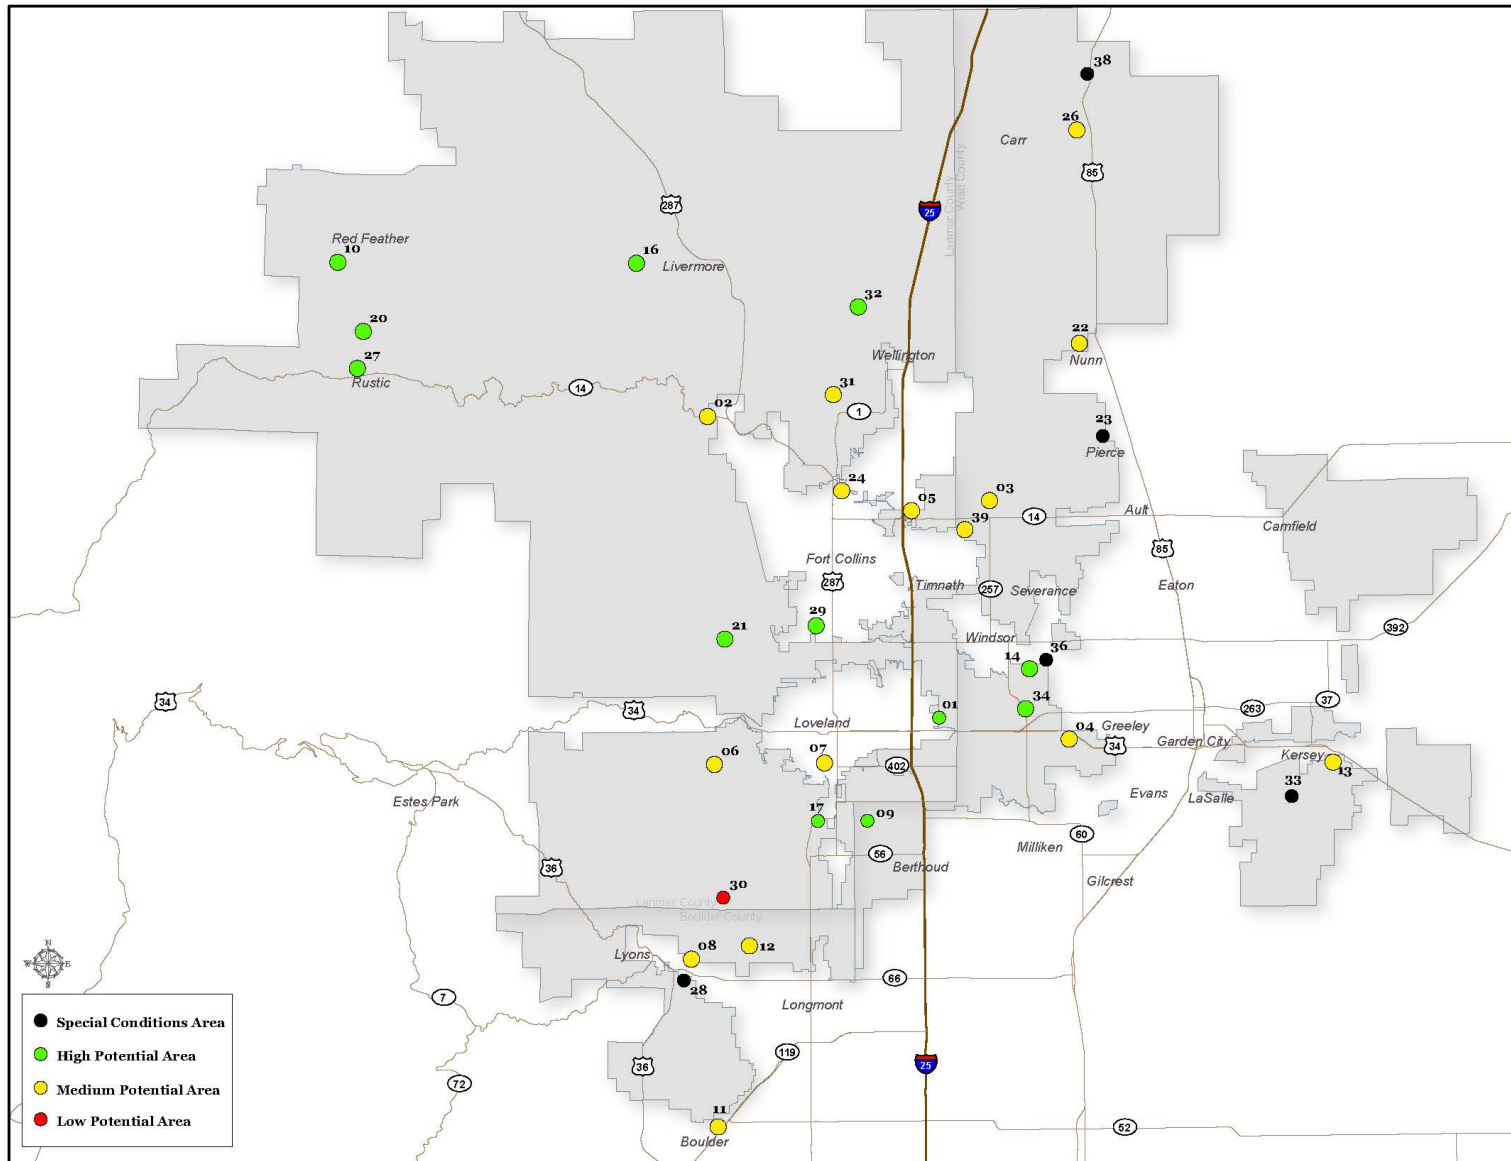 38
26
Carr
85
287
25
Larimer County
Weld County
Red Feather
10
16
Livermore
32
20
27
Rustic
14
Wellington
22
Nunn
31
1
02
23
Pierce
24
05
03
39
14
Ault
Camfield
Fort Collins
85
287
Timnath
257
Severance
Eaton
29
21
Windsor
392
36
14
34
34
34
01
Loveland
263
37
04
Greeley
34
Garden City
Kersey
13
06
07
402
33
LaSalle
Evans
Estes Park
17
09
60
Milliken
56
Berthoud
36
Gilcrest
30
Larimer County
Boulder County
N
W
E
S
Lyons
08
12
28
66
7
Longmont
Special Conditions Area
High Potential Area
Medium Potential Area
Low Potential Area
119
36
25
72
11
Boulder
52